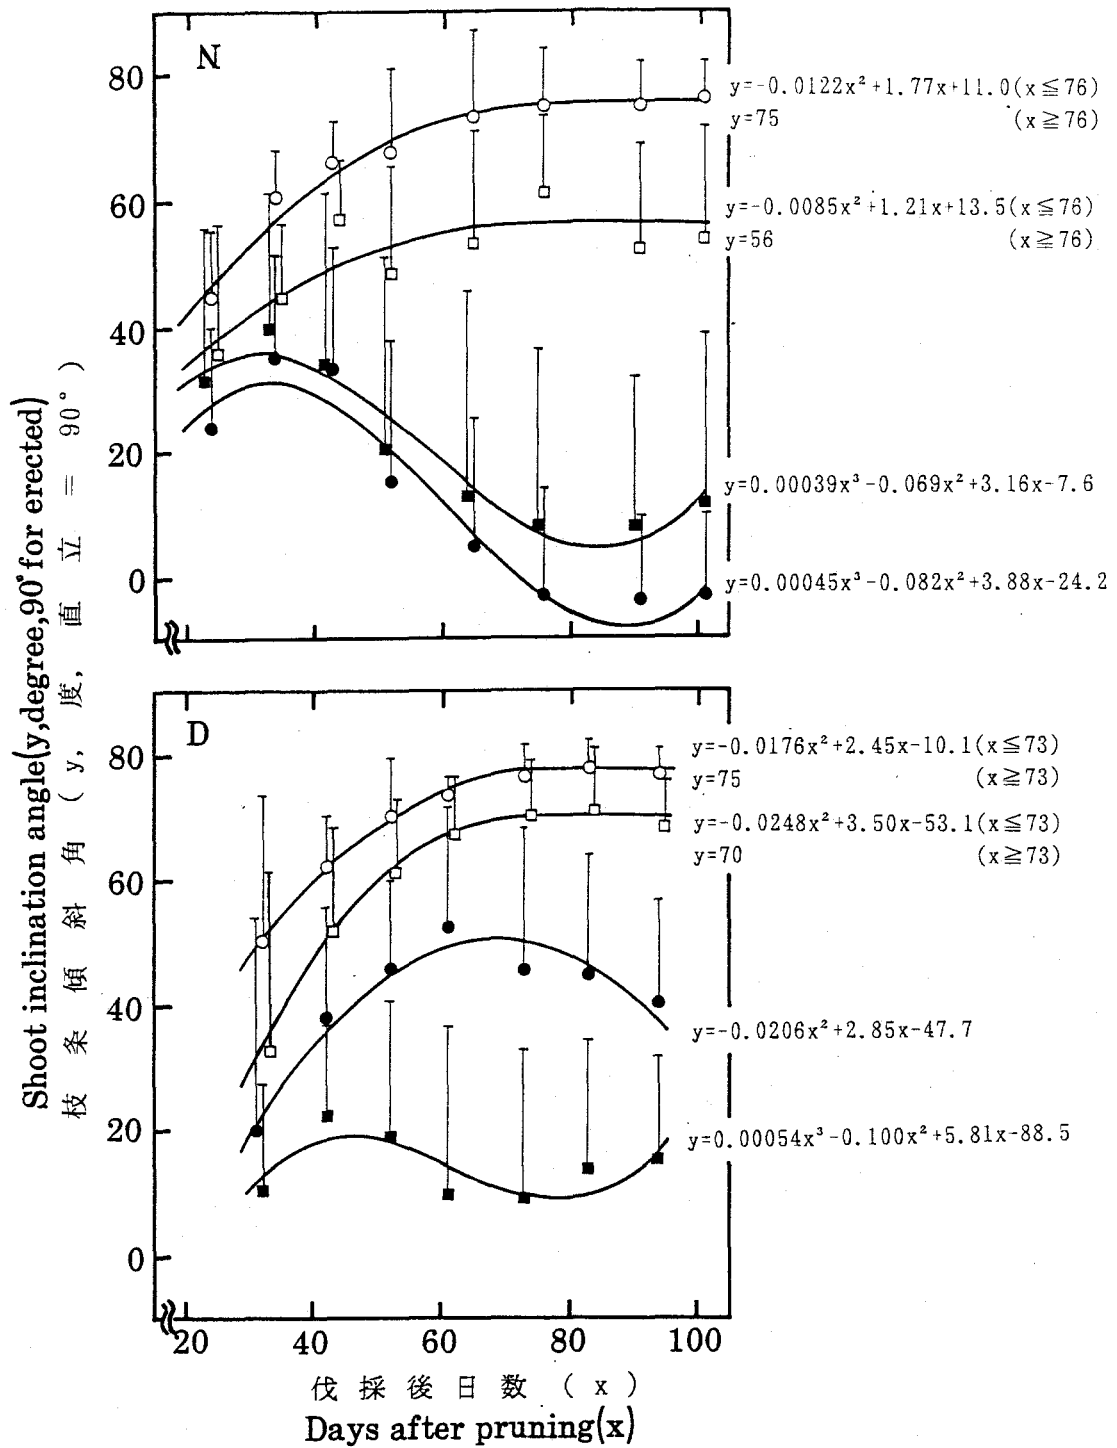 N
80
60
40
20
0
y=-0.0122x²+1.77x+11.0(x≦76)
y=75 (x≧76)
y=-0.0085x²+1.21x+13.5(x≦76)
y=56 (x≧76)
y=0.00039x³-0.069x²+3.16x-7.6
y=0.00045x³-0.082x²+3.88x-24.2
Shoot inclination angle(y,degree,90°for erected)
枝条傾斜角(y,度,直立=90°)
D
80
60
40
20
0
y=-0.0176x²+2.45x-10.1(x≦73)
y=75 (x≧73)
y=-0.0248x²+3.50x-53.1(x≦73)
y=70 (x≧73)
y=-0.0206x²+2.85x-47.7
y=0.00054x³-0.100x²+5.81x-88.5
20 40 60 80 100
伐採後日数(x)
Days after pruning(x)